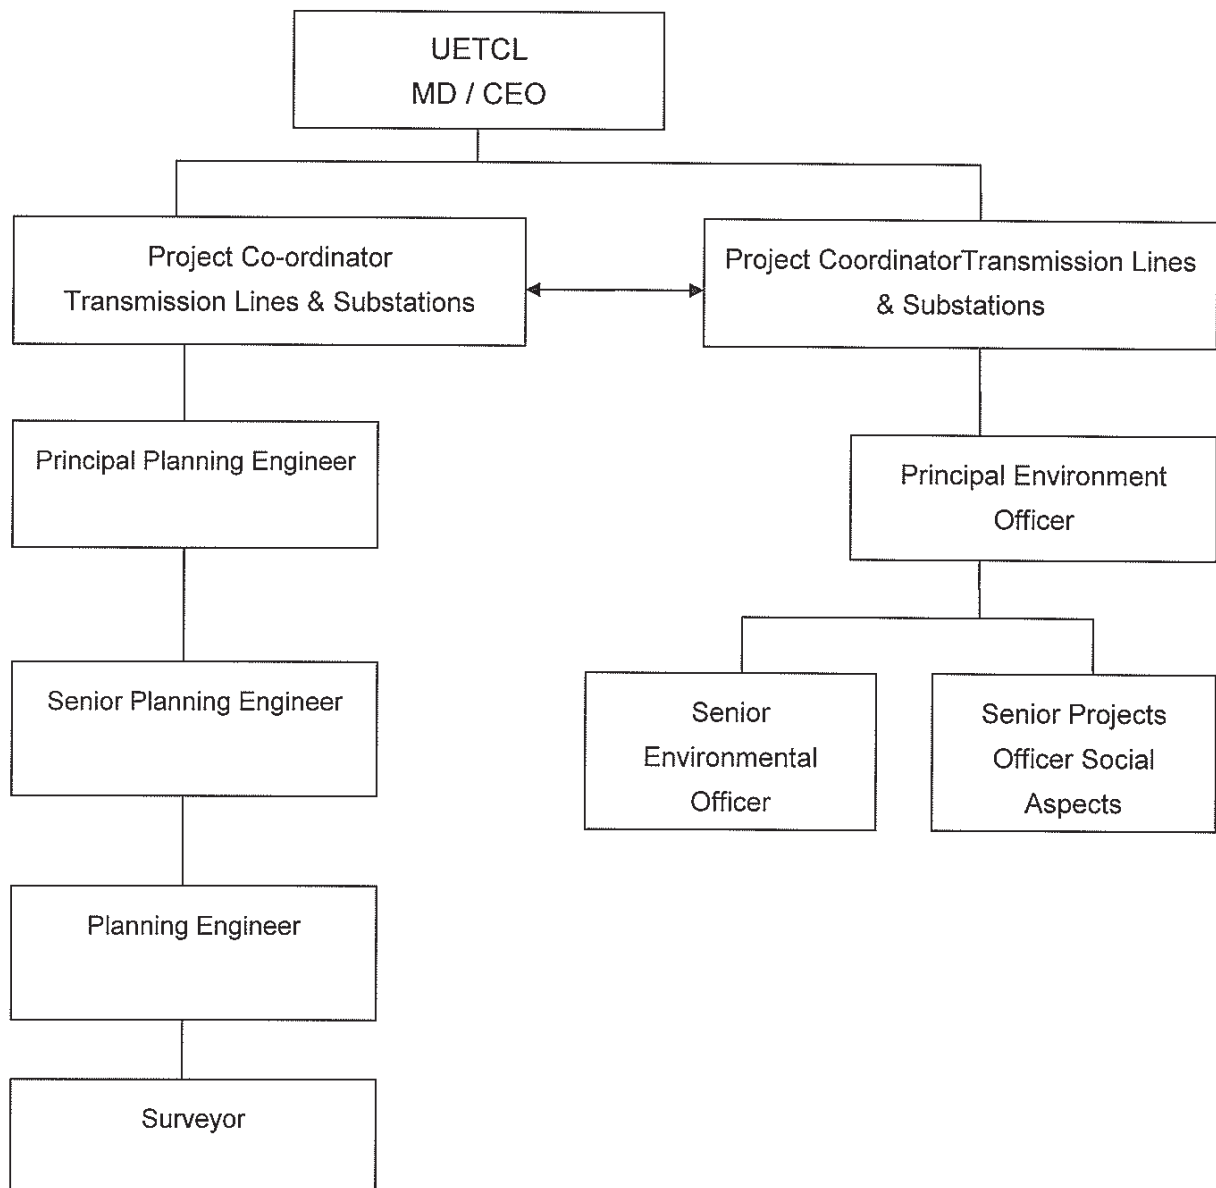 UETCL
MD / CEO
Project Co-ordinator
Transmission Lines & Substations
Project CoordinatorTransmission Lines
& Substations
Principal Planning Engineer
Principal Environment
Officer
Senior Planning Engineer
Senior
Environmental
Officer
Senior Projects
Officer Social
Aspects
Planning Engineer
Surveyor